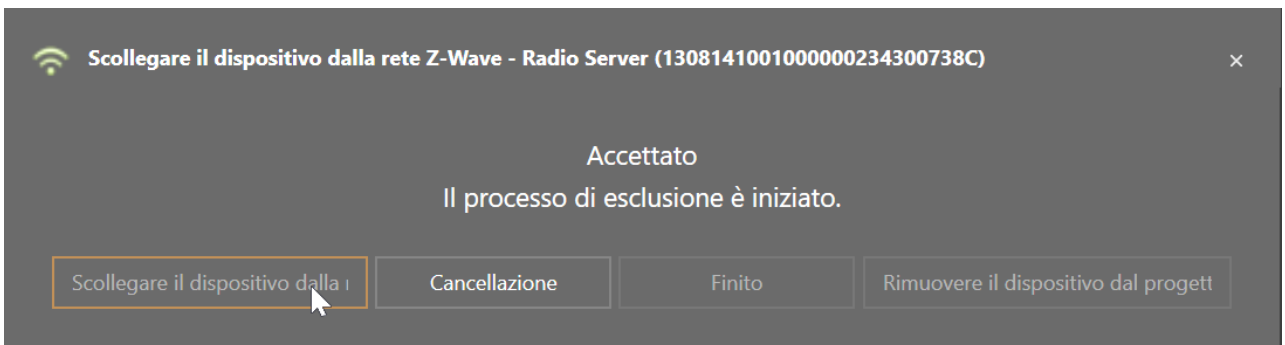 Scollegare il dispositivo dalla rete Z-Wave - Radio Server (1308141001000000234300738C)
Accettato
Il processo di esclusione è iniziato.
Scollegare il dispositivo dalla r
Cancellazione
Finito
Rimuovere il dispositivo dal progett